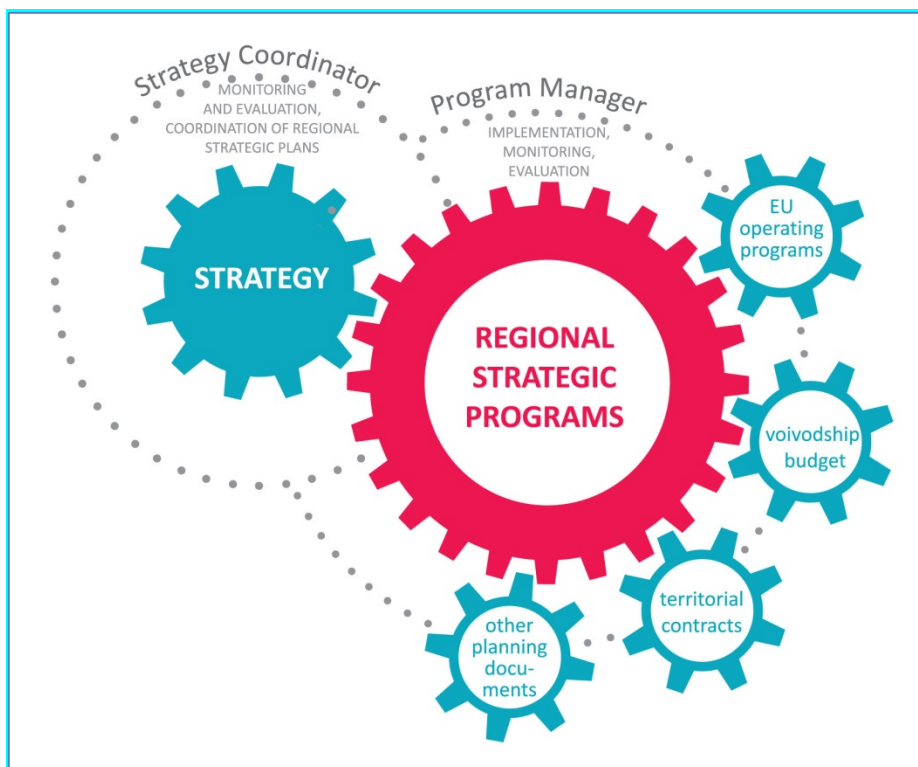 Strategy Coordinator
MONITORING
AND EVALUATION,
COORDINATION OF REGIONAL
STRATEGIC PLANS
Program Manager
IMPLEMENTATION,
MONITORING,
EVALUATION
STRATEGY
REGIONAL
STRATEGIC
PROGRAMS
EU
operating
programs
voivodship
budget
territorial
contracts
other
planning
docu-
ments